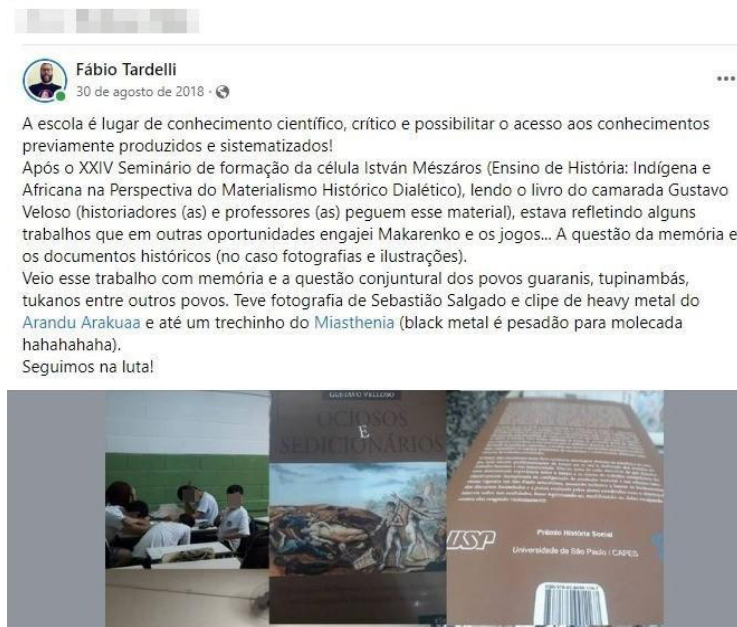 Fábio Tardelli
30 de agosto de 2018 ·
A escola é lugar de conhecimento científico, crítico e possibilitar o acesso aos conhecimentos
previamente produzidos e sistematizados!
Após o XXIV Seminário de formação da célula István Mészáros (Ensino de História: Indígena e
Africana na Perspectiva do Materialismo Histórico Dialético), lendo o livro do camarada Gustavo
Veloso (historiadores (as) e professores (as) peguem esse material), estava refletindo alguns
trabalhos que em outras oportunidades engajei Makarenko e os jogos... A questão da memória e
os documentos históricos (no caso fotografias e ilustrações).
Veio esse trabalho com memória e a questão conjuntural dos povos guaranis, tupinambás,
tukanos entre outros povos. Teve fotografia de Sebastião Salgado e clipe de heavy metal do
Arandu Arakuaa e até um trechinho do Miasthenia (black metal é pesadão para molecada
hahahahaha).
Seguimos na luta!
GUSTAVO VELLOSO
OCIOSOS
E
SEDICIONÁRIOS
USP
Prêmio História Social
Universidade de São Paulo / CAPES